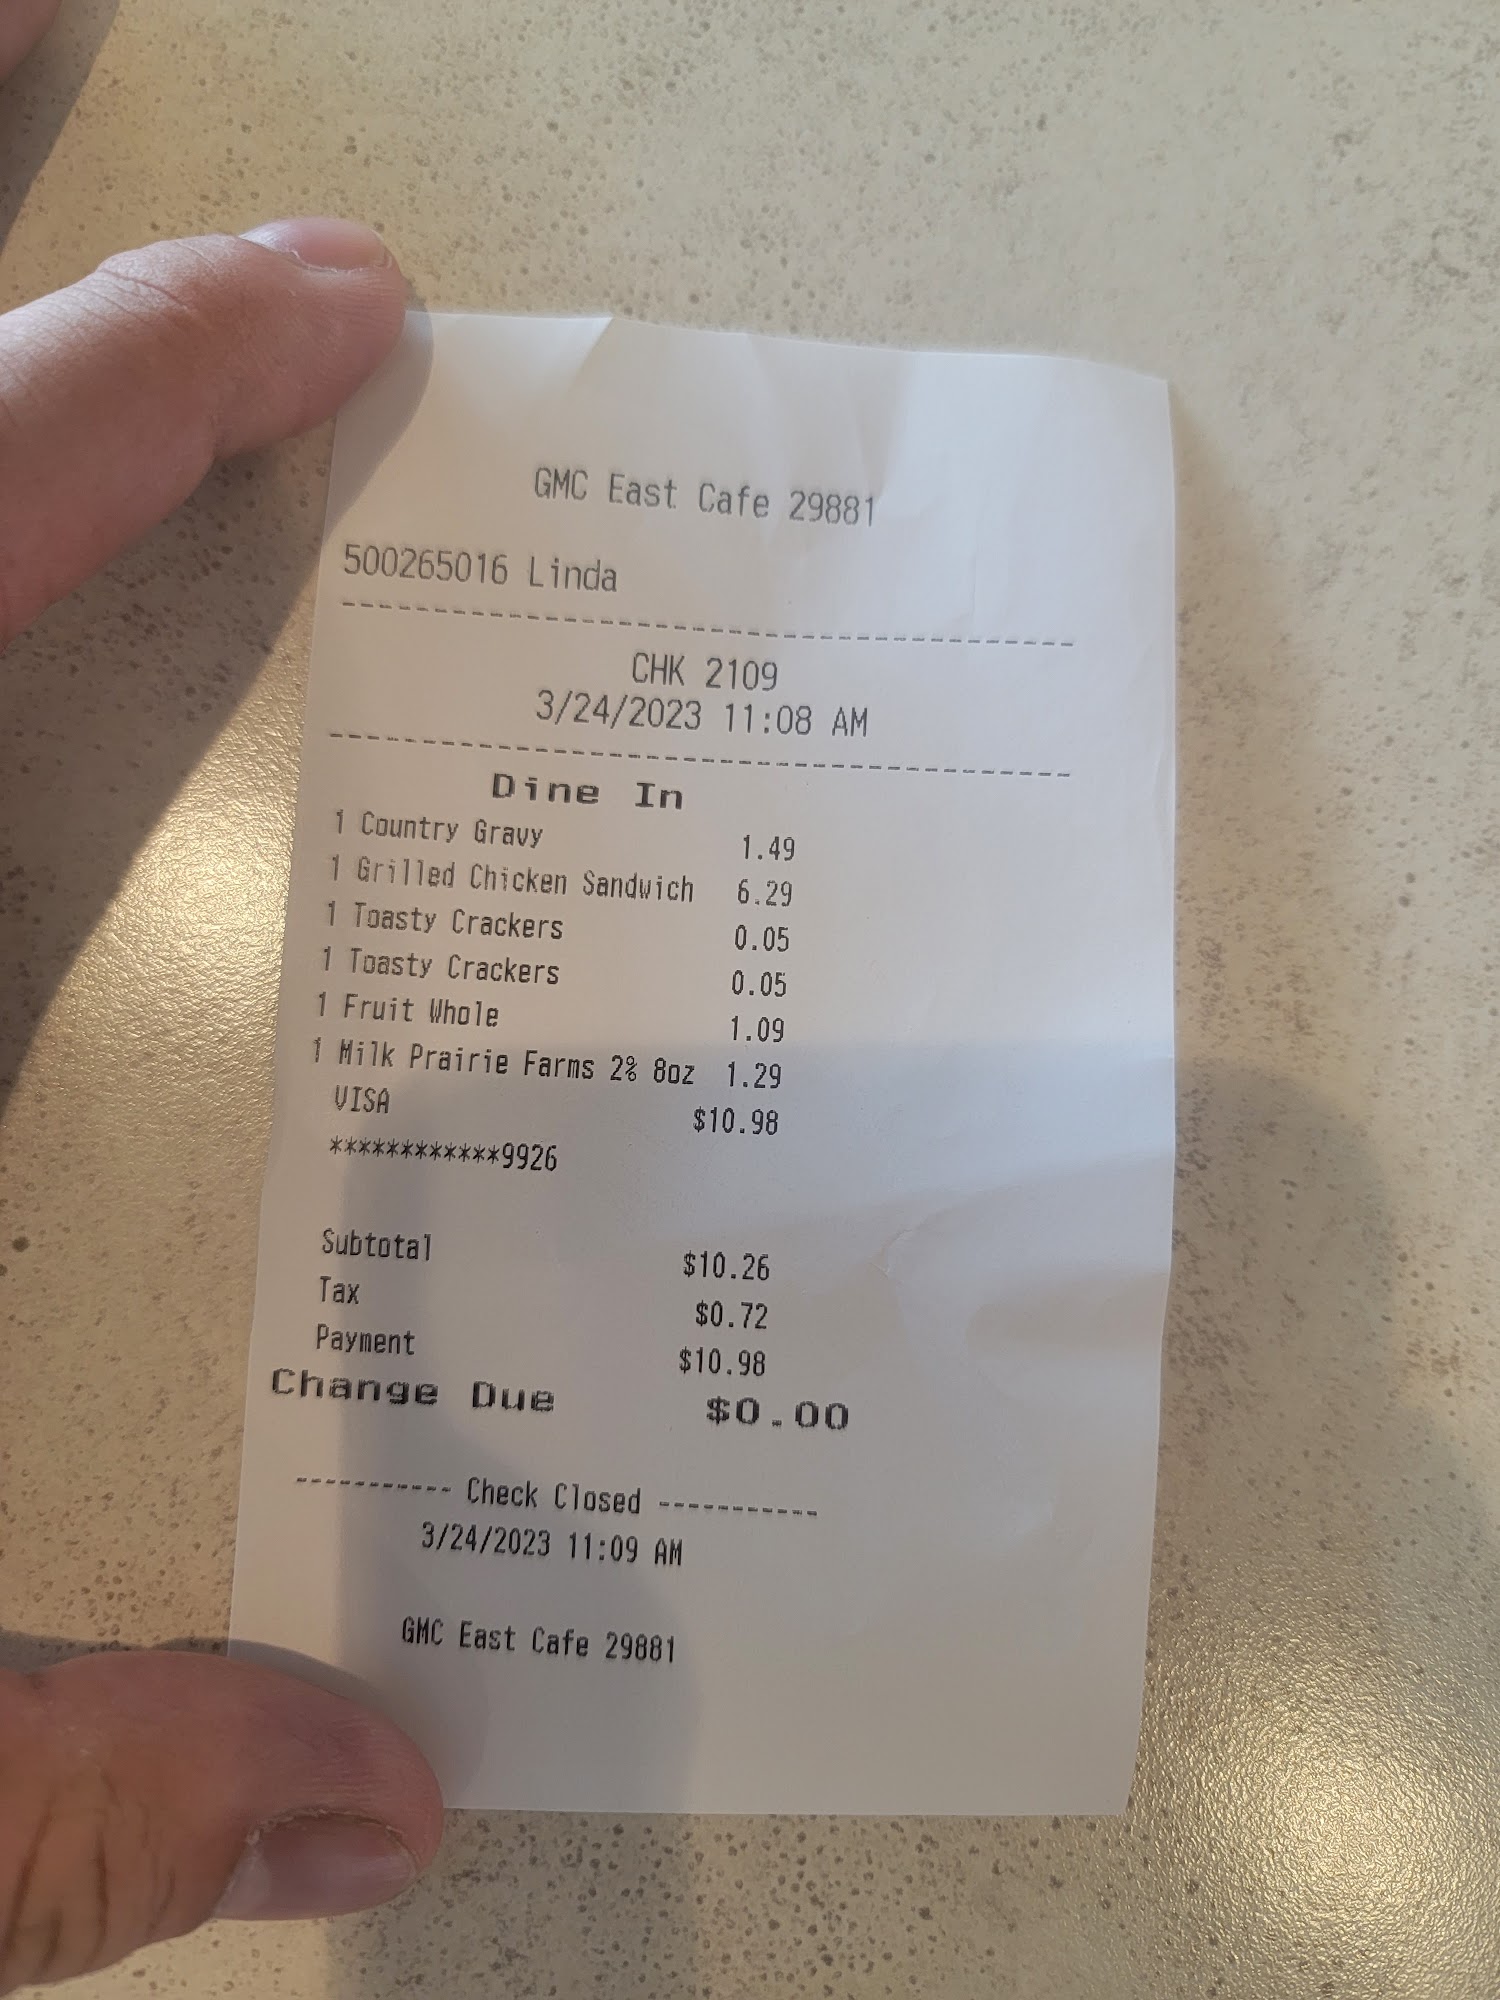 GMC East Cafe 29881
500265016 Linda
----------------------------------------
CHK 2109
3/24/2023 11:08 AM
----------------------------------------
Dine In
1 Country Gravy 1.49
1 Grilled Chicken Sandwich 6.29
1 Toasty Crackers 0.05
1 Toasty Crackers 0.05
1 Fruit Whole 1.09
1 Milk Prairie Farms 2% 8oz 1.29
VISA $10.98
************9926
Subtotal $10.26
Tax $0.72
Payment $10.98
Change Due $0.00
----------- Check Closed -----------
3/24/2023 11:09 AM
GMC East Cafe 29881